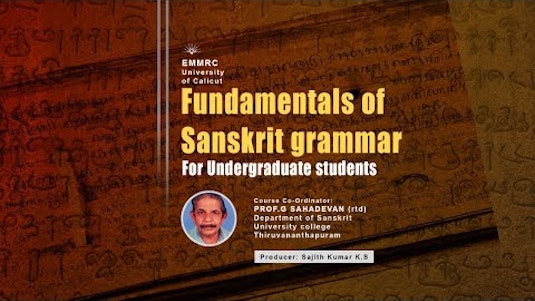 EMMRC
University
of Calicut
Fundamentals of
Sanskrit grammar
For Undergraduate students
Course Co-Ordinator:
PROF.G SAHADEVAN (rtd)
Department of Sanskrit
University college
Thiruvananthapuram
Producer: Sajith Kumar K.S